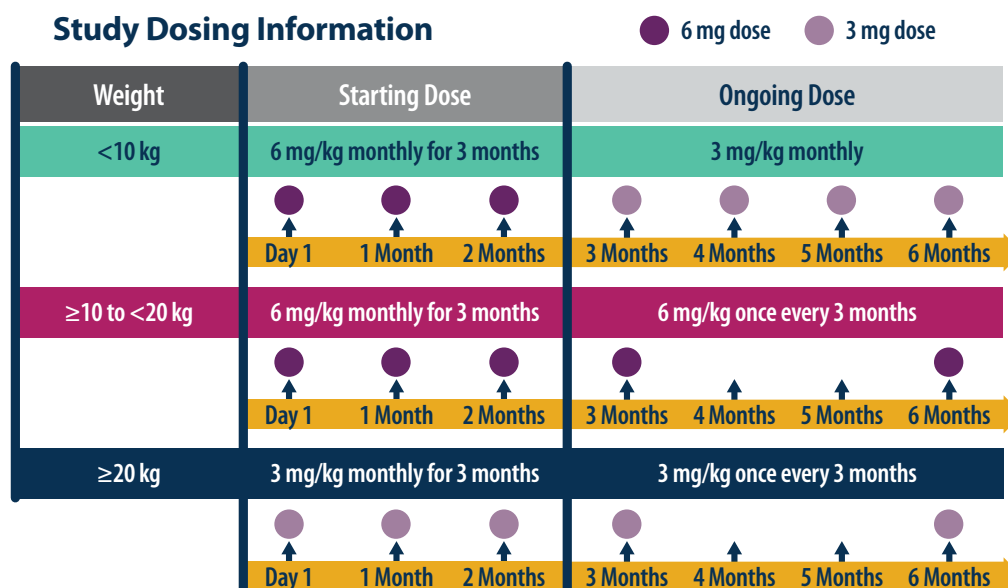 Study Dosing Information
6 mg dose 3 mg dose
Weight Starting Dose Ongoing Dose
<10 kg 6 mg/kg monthly for 3 months 3 mg/kg monthly
Day 1 1 Month 2 Months 3 Months 4 Months 5 Months 6 Months
≥10 to <20 kg 6 mg/kg monthly for 3 months 6 mg/kg once every 3 months
Day 1 1 Month 2 Months 3 Months 4 Months 5 Months 6 Months
≥20 kg 3 mg/kg monthly for 3 months 3 mg/kg once every 3 months
Day 1 1 Month 2 Months 3 Months 4 Months 5 Months 6 Months